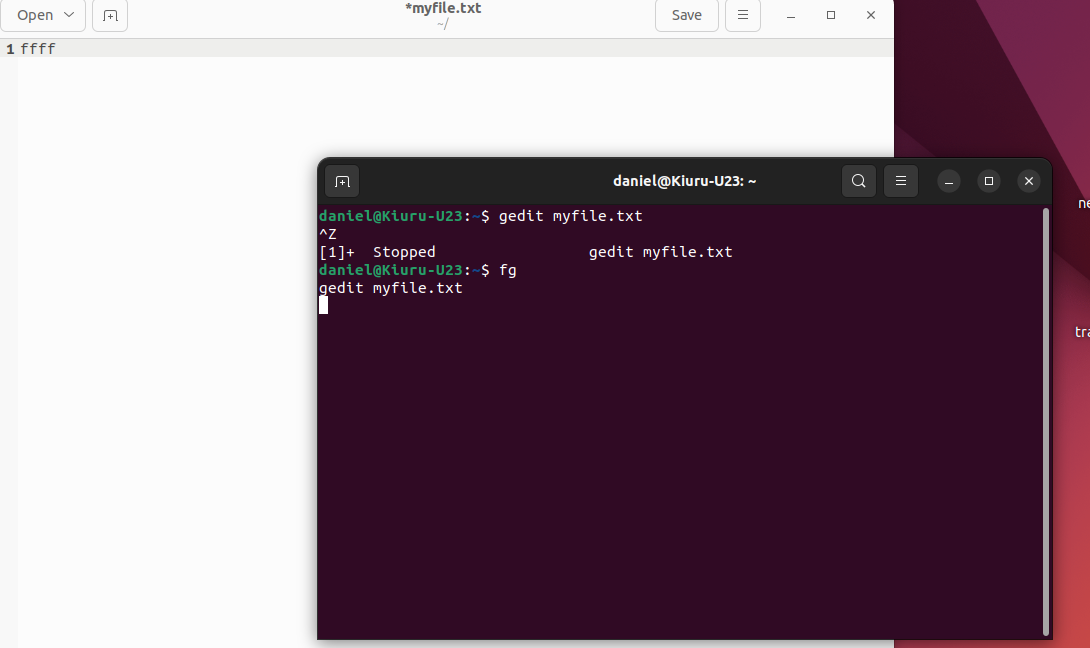 Open
*myfile.txt
~/
Save
1 ffff
daniel@Kiuru-U23: ~
daniel@Kiuru-U23:~$ gedit myfile.txt
^Z
[1]+  Stopped                 gedit myfile.txt
daniel@Kiuru-U23:~$ fg
gedit myfile.txt
ne
tra